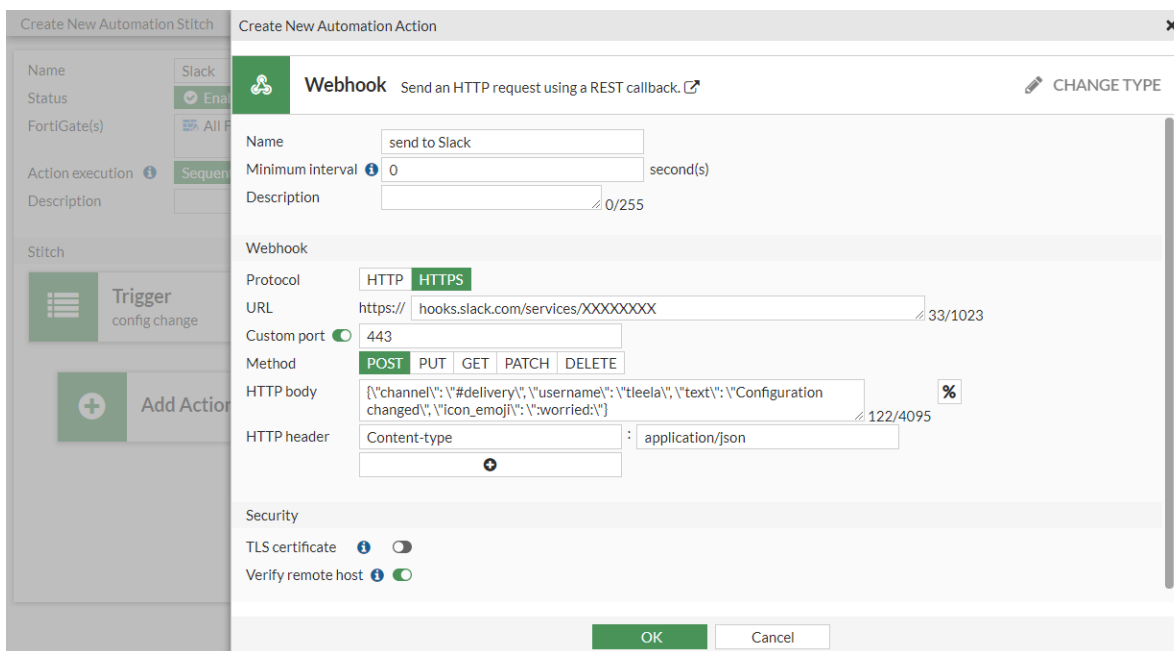 Create New Automation Stitch
Create New Automation Action
Name Slack
Status Ena
FortiGate(s) All F
Action execution Sequen
Description
Stitch
Trigger
config change
Add Action
Webhook Send an HTTP request using a REST callback. CHANGE TYPE
Name send to Slack
Minimum interval 0 second(s)
Description 0/255
Webhook
Protocol HTTP HTTPS
URL https:// hooks.slack.com/services/XXXXXXXX 33/1023
Custom port 443
Method POST PUT GET PATCH DELETE
HTTP body {\"channel\": \"#delivery\", \"username\": \"tleela\", \"text\": \"Configuration
changed\", \"icon_emoji\": \":worried:\"} 122/4095 %
HTTP header Content-type : application/json
Security
TLS certificate
Verify remote host
OK Cancel